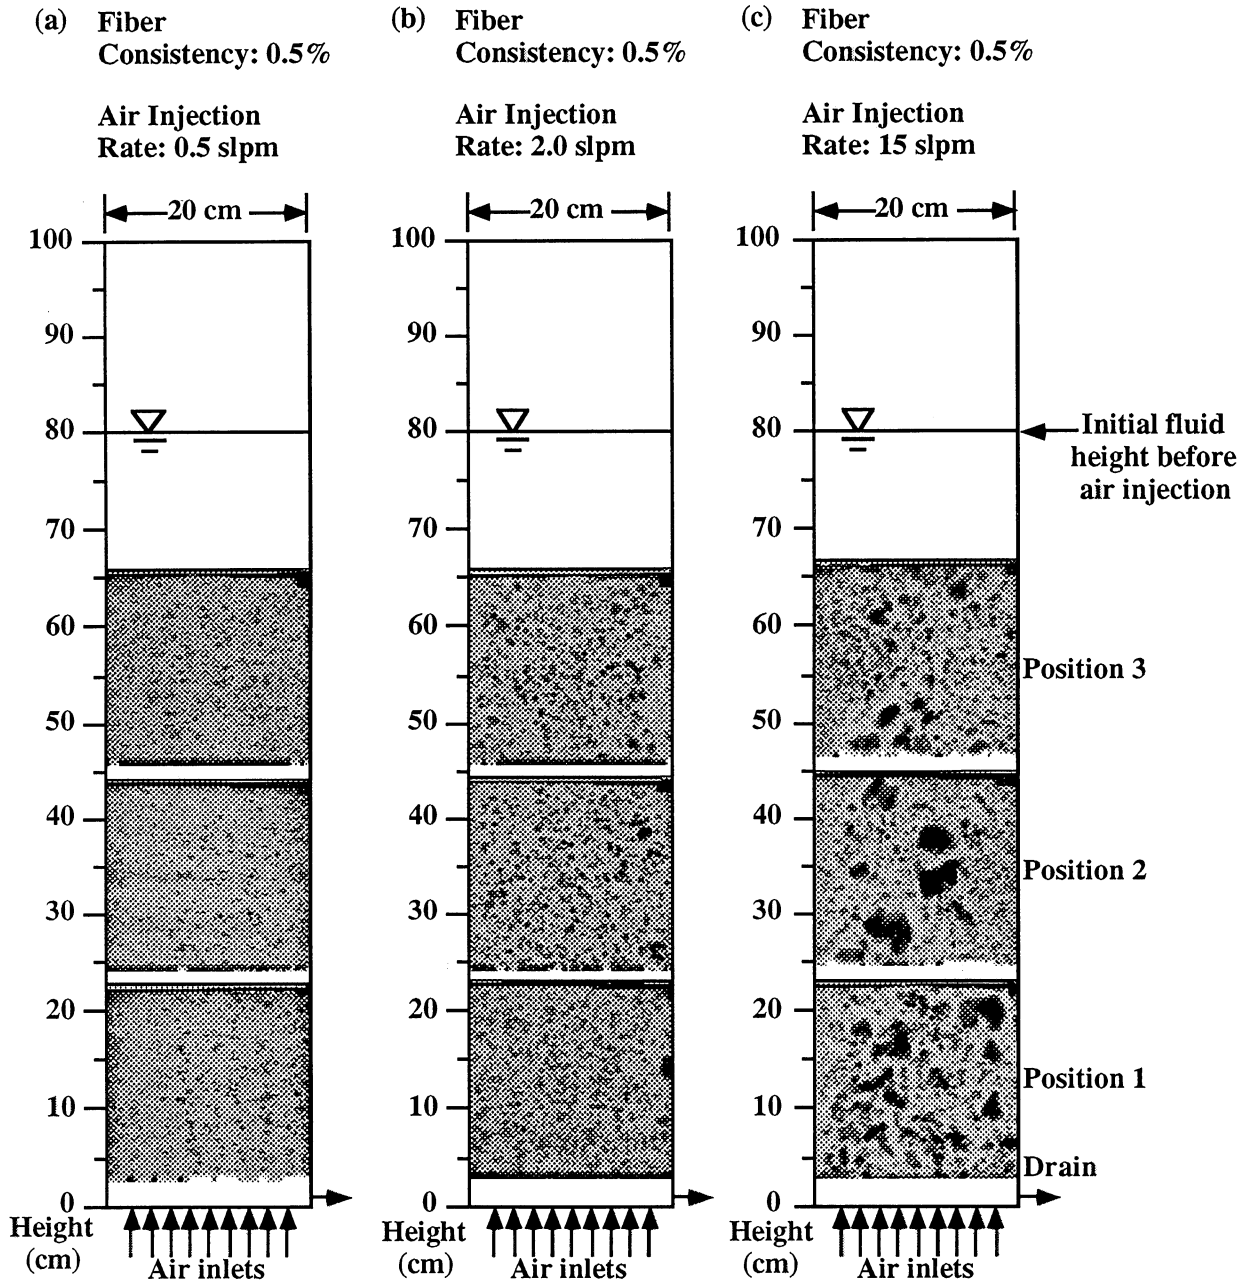 (a) Fiber
Consistency: 0.5%
Air Injection
Rate: 0.5 slpm
20 cm
100
90
80
70
60
50
40
30
20
10
0
Height
(cm)
Air inlets
(b) Fiber
Consistency: 0.5%
Air Injection
Rate: 2.0 slpm
20 cm
100
90
80
70
60
50
40
30
20
10
0
Height
(cm)
Air inlets
(c) Fiber
Consistency: 0.5%
Air Injection
Rate: 15 slpm
20 cm
100
90
80
70
60
50
40
30
20
10
0
Height
(cm)
Air inlets
Initial fluid
height before
air injection
Position 3
Position 2
Position 1
Drain